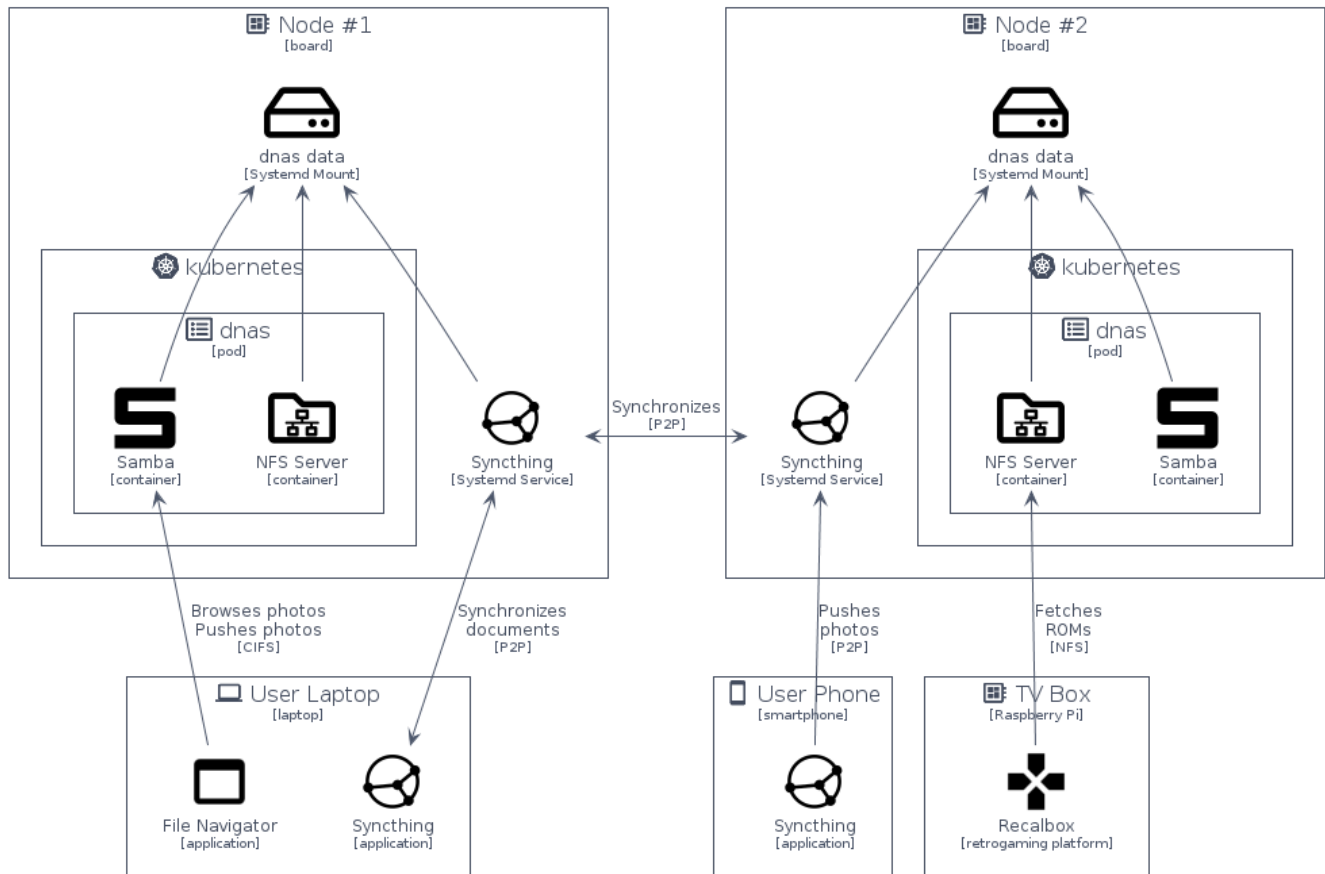 Node #1
[board]
dnas data
[Systemd Mount]
kubernetes
dnas
[pod]
Samba
[container]
NFS Server
[container]
Syncthing
[Systemd Service]
Synchronizes
[P2P]
Node #2
[board]
dnas data
[Systemd Mount]
kubernetes
dnas
[pod]
Syncthing
[Systemd Service]
NFS Server
[container]
Samba
[container]
Browses photos
Pushes photos
[CIFS]
Synchronizes
documents
[P2P]
Pushes
photos
[P2P]
Fetches
ROMs
[NFS]
User Laptop
[laptop]
File Navigator
[application]
Syncthing
[application]
User Phone
[smartphone]
Syncthing
[application]
TV Box
[Raspberry Pi]
Recalbox
[retrogaming platform]